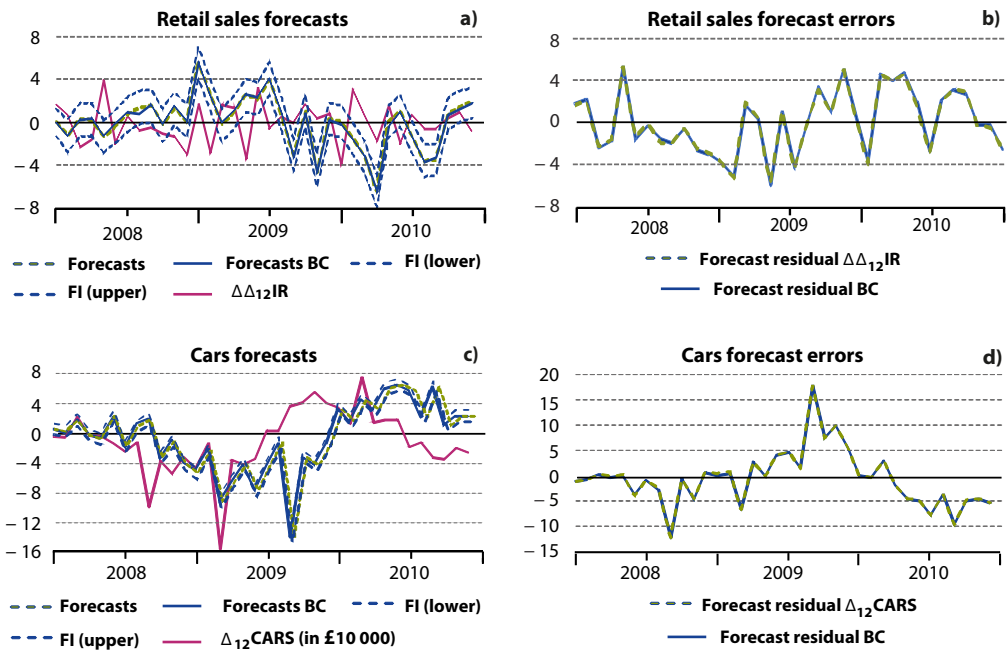 Retail sales forecasts a)
8
4
0
− 4
− 8
2008 2009 2010
Forecasts Forecasts BC FI (lower)
FI (upper) ΔΔ₁₂IR
Retail sales forecast errors b)
8
4
0
− 4
− 8
2008 2009 2010
Forecast residual ΔΔ₁₂IR
Forecast residual BC
Cars forecasts c)
8
4
0
− 4
− 8
− 12
− 16
2008 2009 2010
Forecasts Forecasts BC FI (lower)
FI (upper) Δ₁₂CARS (in £10 000)
Cars forecast errors d)
20
15
10
5
0
− 5
− 10
− 15
2008 2009 2010
Forecast residual Δ₁₂CARS
Forecast residual BC